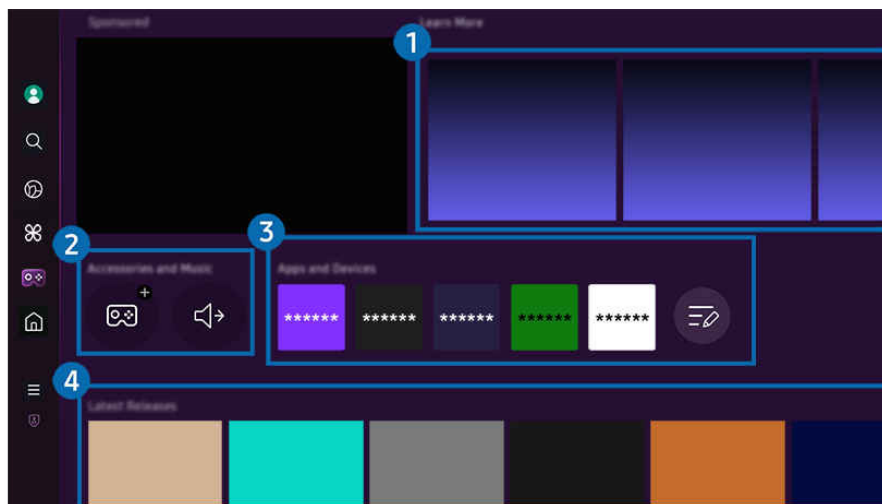 Sponsored
Learn More
1
2
3
Accessories and Music
Apps and Devices
****** ****** ****** ****** ******
4
Latest Releases